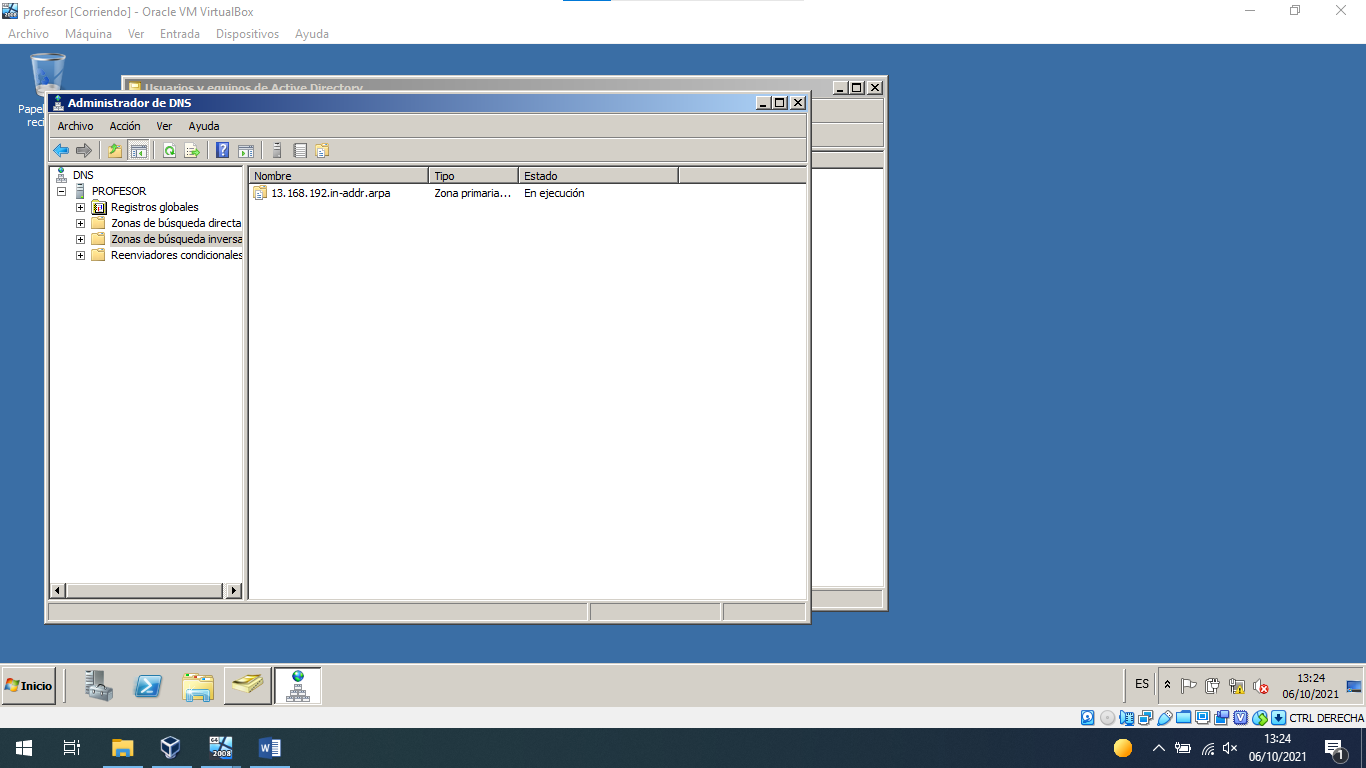 profesor [Corriendo] - Oracle VM VirtualBox
Archivo Máquina Ver Entrada Dispositivos Ayuda
Usuarios y equipos de Active Directory
Administrador de DNS
Archivo Acción Ver Ayuda
DNS
PROFESOR
Registros globales
Zonas de búsqueda directa
Zonas de búsqueda inversa
Reenviadores condicionales
Nombre Tipo Estado
13.168.192.in-addr.arpa Zona primaria... En ejecución
Inicio
ES
13:24
06/10/2021
CTRL DERECHA
64
2008
13:24
06/10/2021
1